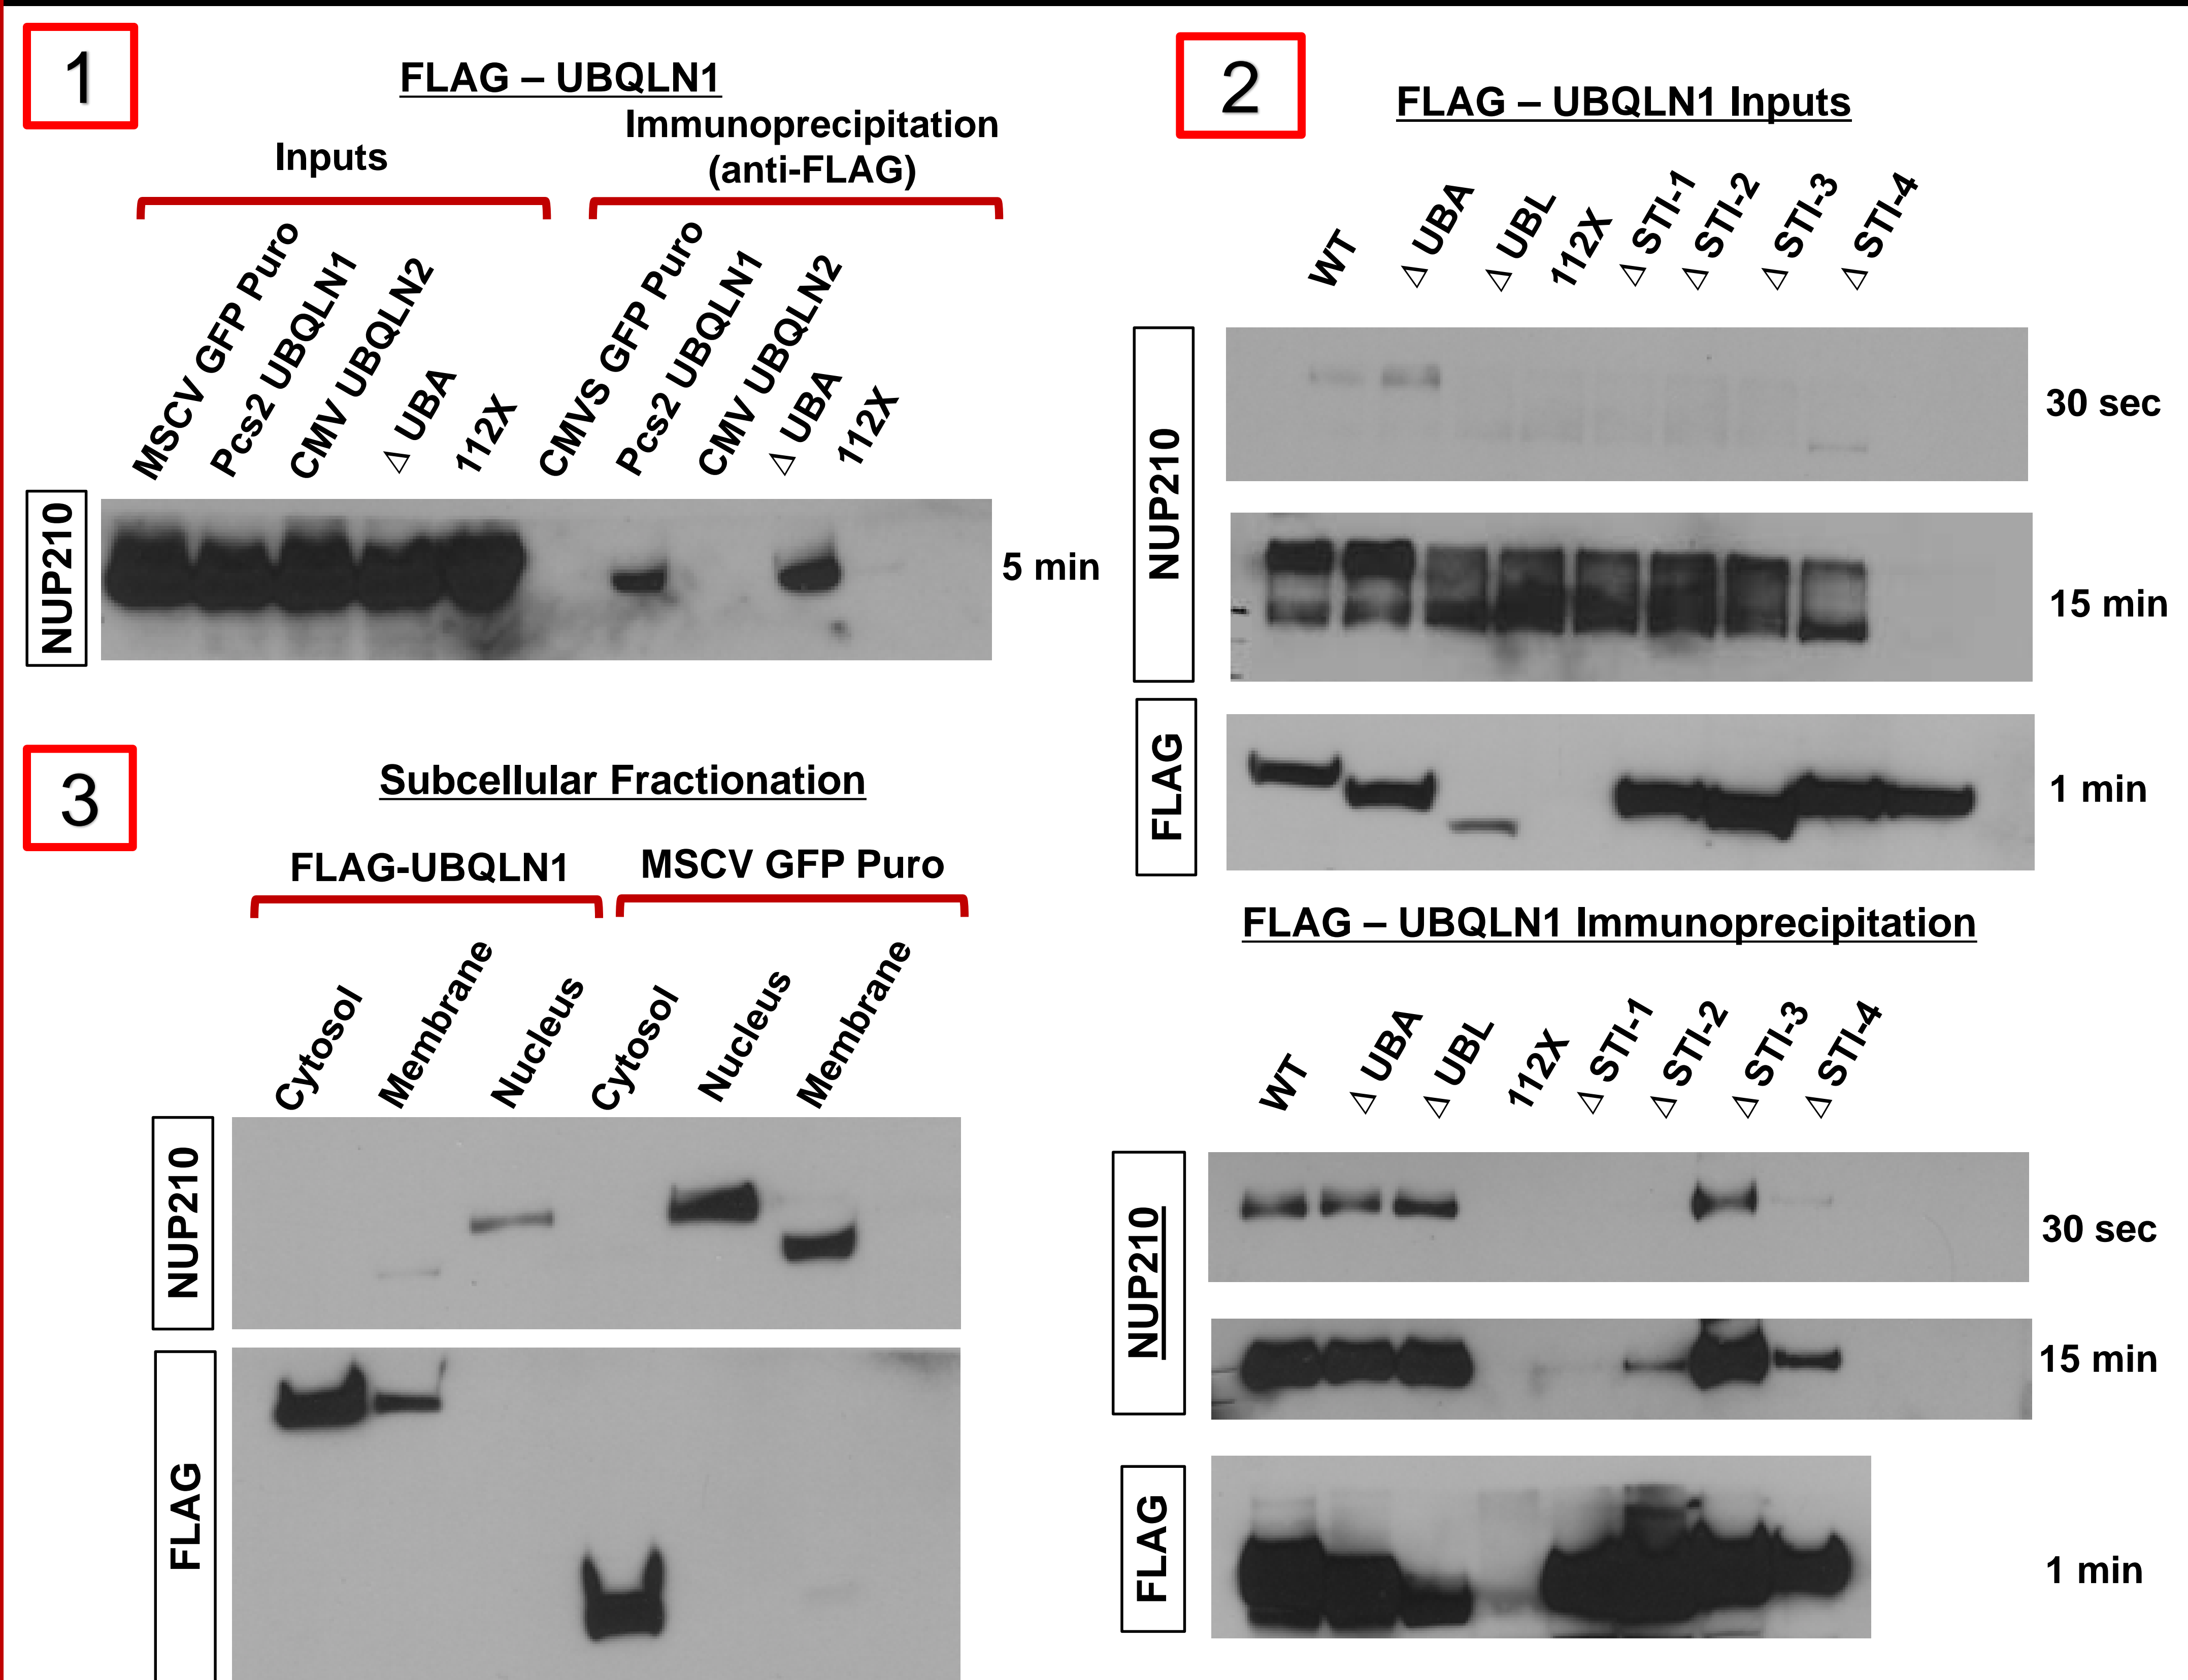 1
FLAG – UBQLN1
Inputs
Immunoprecipitation
(anti-FLAG)
MSCV GFP Puro
Pcs2 UBQLN1
CMV UBQLN2
Δ UBA
112X
CMVS GFP Puro
Pcs2 UBQLN1
CMV UBQLN2
Δ UBA
112X
NUP210
5 min
2
FLAG – UBQLN1 Inputs
WT
Δ UBA
Δ UBL
112X
Δ STI-1
Δ STI-2
Δ STI-3
Δ STI-4
NUP210
30 sec
15 min
FLAG
1 min
FLAG – UBQLN1 Immunoprecipitation
WT
Δ UBA
Δ UBL
112X
Δ STI-1
Δ STI-2
Δ STI-3
Δ STI-4
NUP210
30 sec
15 min
FLAG
1 min
3
Subcellular Fractionation
FLAG-UBQLN1
MSCV GFP Puro
Cytosol
Membrane
Nucleus
Cytosol
Nucleus
Membrane
NUP210
FLAG